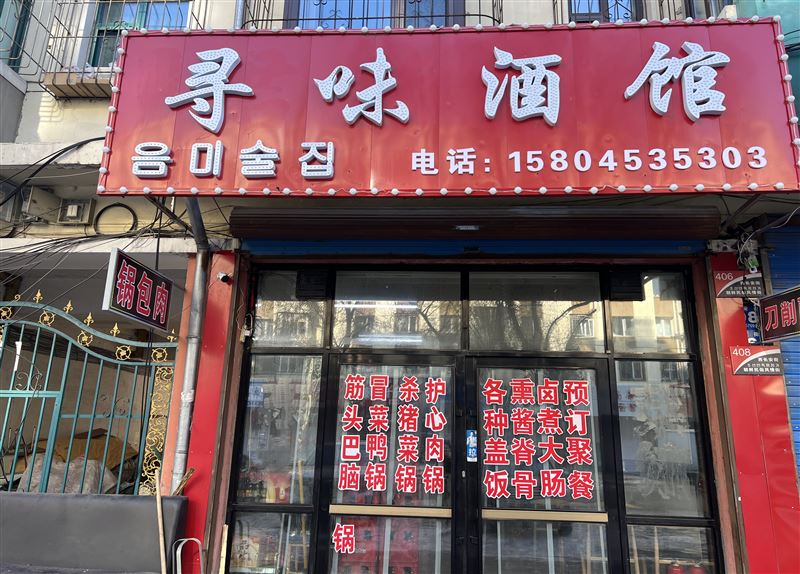 寻味酒馆
음미술집
电话：15804535303
锅包肉
406
刀削
408
护心肉锅
杀猪菜锅
冒菜鸭锅
筋头巴脑锅
预订聚餐
卤煮大肠
熏酱脊骨
各种盖饭
拉